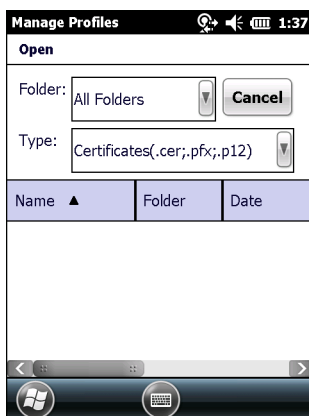 Manage Profiles 1:37
Open
Folder: All Folders Cancel
Type: Certificates(.cer;.pfx;.p12)
Name Folder Date